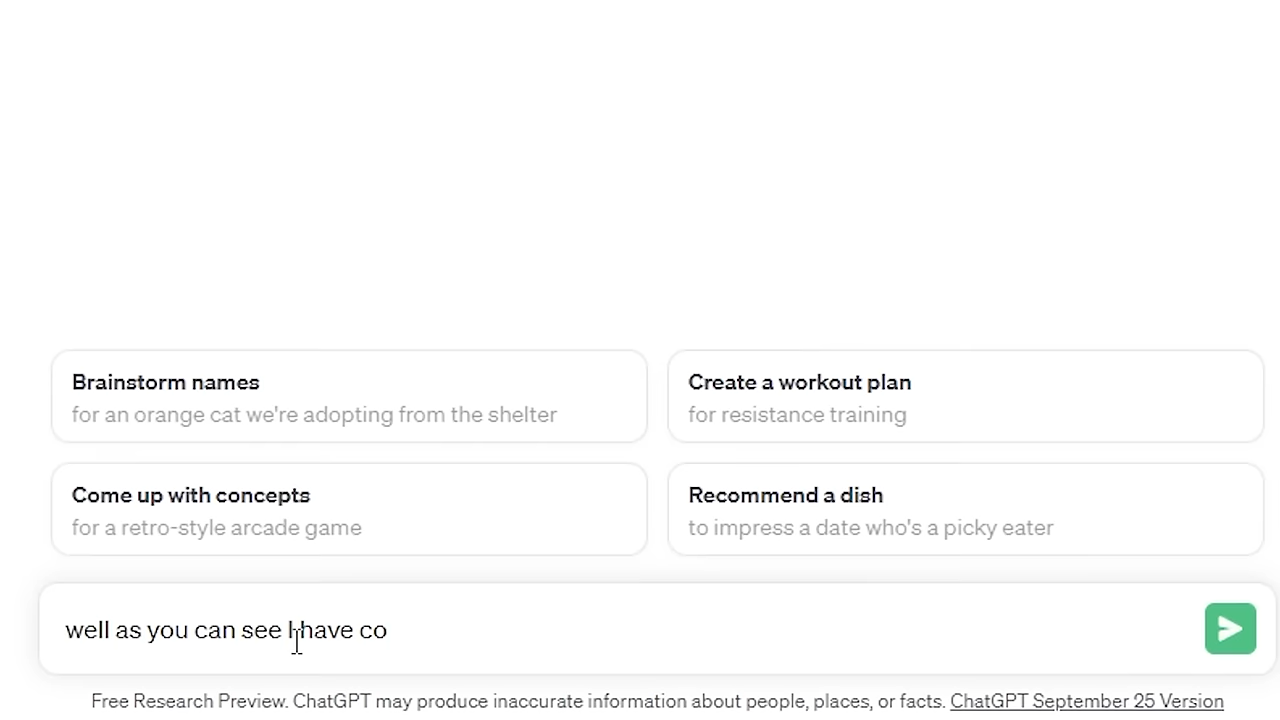 Brainstorm names
for an orange cat we're adopting from the shelter
Create a workout plan
for resistance training
Come up with concepts
for a retro-style arcade game
Recommend a dish
to impress a date who's a picky eater
well as you can see I have co
Free Research Preview. ChatGPT may produce inaccurate information about people, places, or facts. ChatGPT September 25 Version